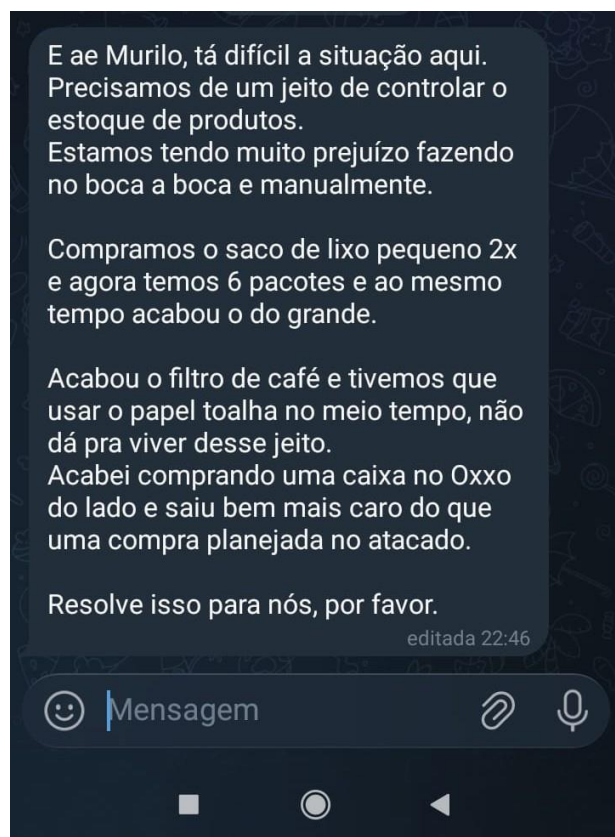 E ae Murilo, tá difícil a situação aqui.
Precisamos de um jeito de controlar o
estoque de produtos.
Estamos tendo muito prejuízo fazendo
no boca a boca e manualmente.
Compramos o saco de lixo pequeno 2x
e agora temos 6 pacotes e ao mesmo
tempo acabou o do grande.
Acabou o filtro de café e tivemos que
usar o papel toalha no meio tempo, não
dá pra viver desse jeito.
Acabei comprando uma caixa no Oxxo
do lado e saiu bem mais caro do que
uma compra planejada no atacado.
Resolve isso para nós, por favor.
editada 22:46
Mensagem